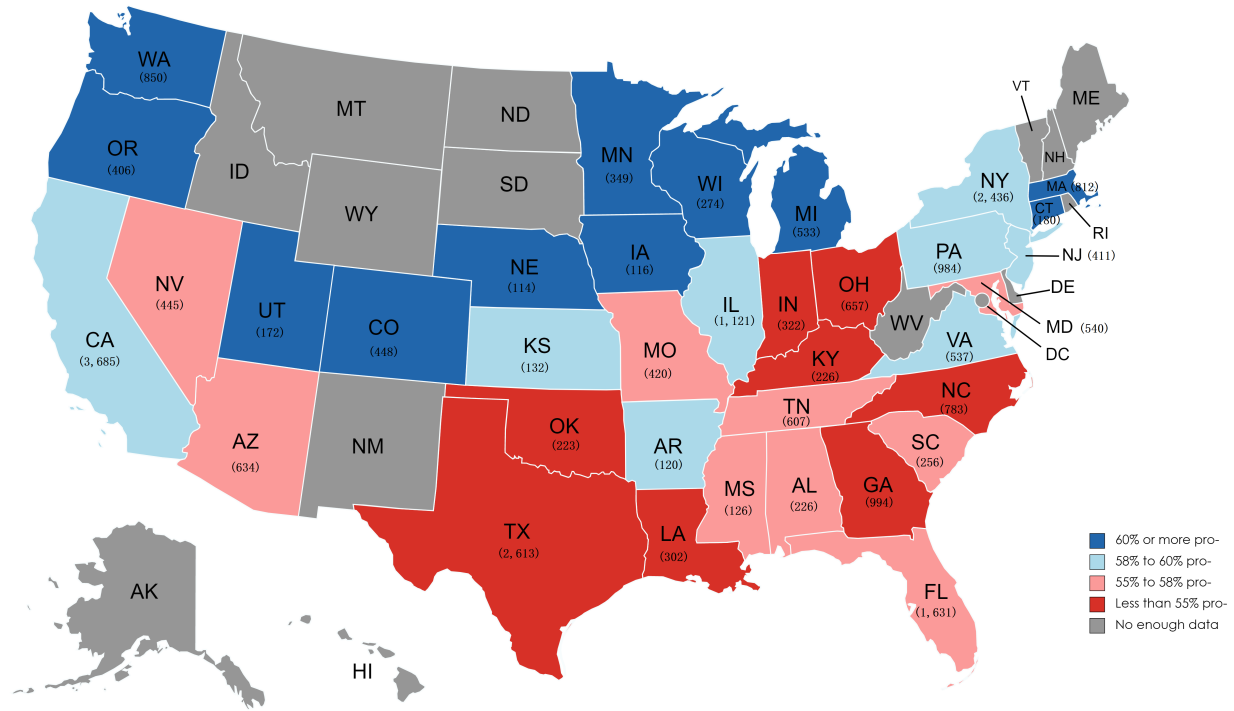 WA
(850)
OR
(406)
CA
(3, 685)
NV
(445)
ID
MT
WY
UT
(172)
CO
(448)
AZ
(634)
NM
ND
SD
NE
(114)
KS
(132)
OK
(223)
TX
(2, 613)
MN
(349)
IA
(116)
MO
(420)
AR
(120)
LA
(302)
WI
(274)
IL
(1, 121)
MI
(533)
IN
(322)
OH
(657)
KY
(226)
TN
(607)
MS
(126)
AL
(226)
GA
(994)
FL
(1, 631)
SC
(256)
NC
(783)
VA
(537)
WV
PA
(984)
NY
(2, 436)
VT
NH
ME
MA (812)
CT
(180)
RI
NJ (411)
DE
MD (540)
DC
AK
HI
60% or more pro-
58% to 60% pro-
55% to 58% pro-
Less than 55% pro-
No enough data